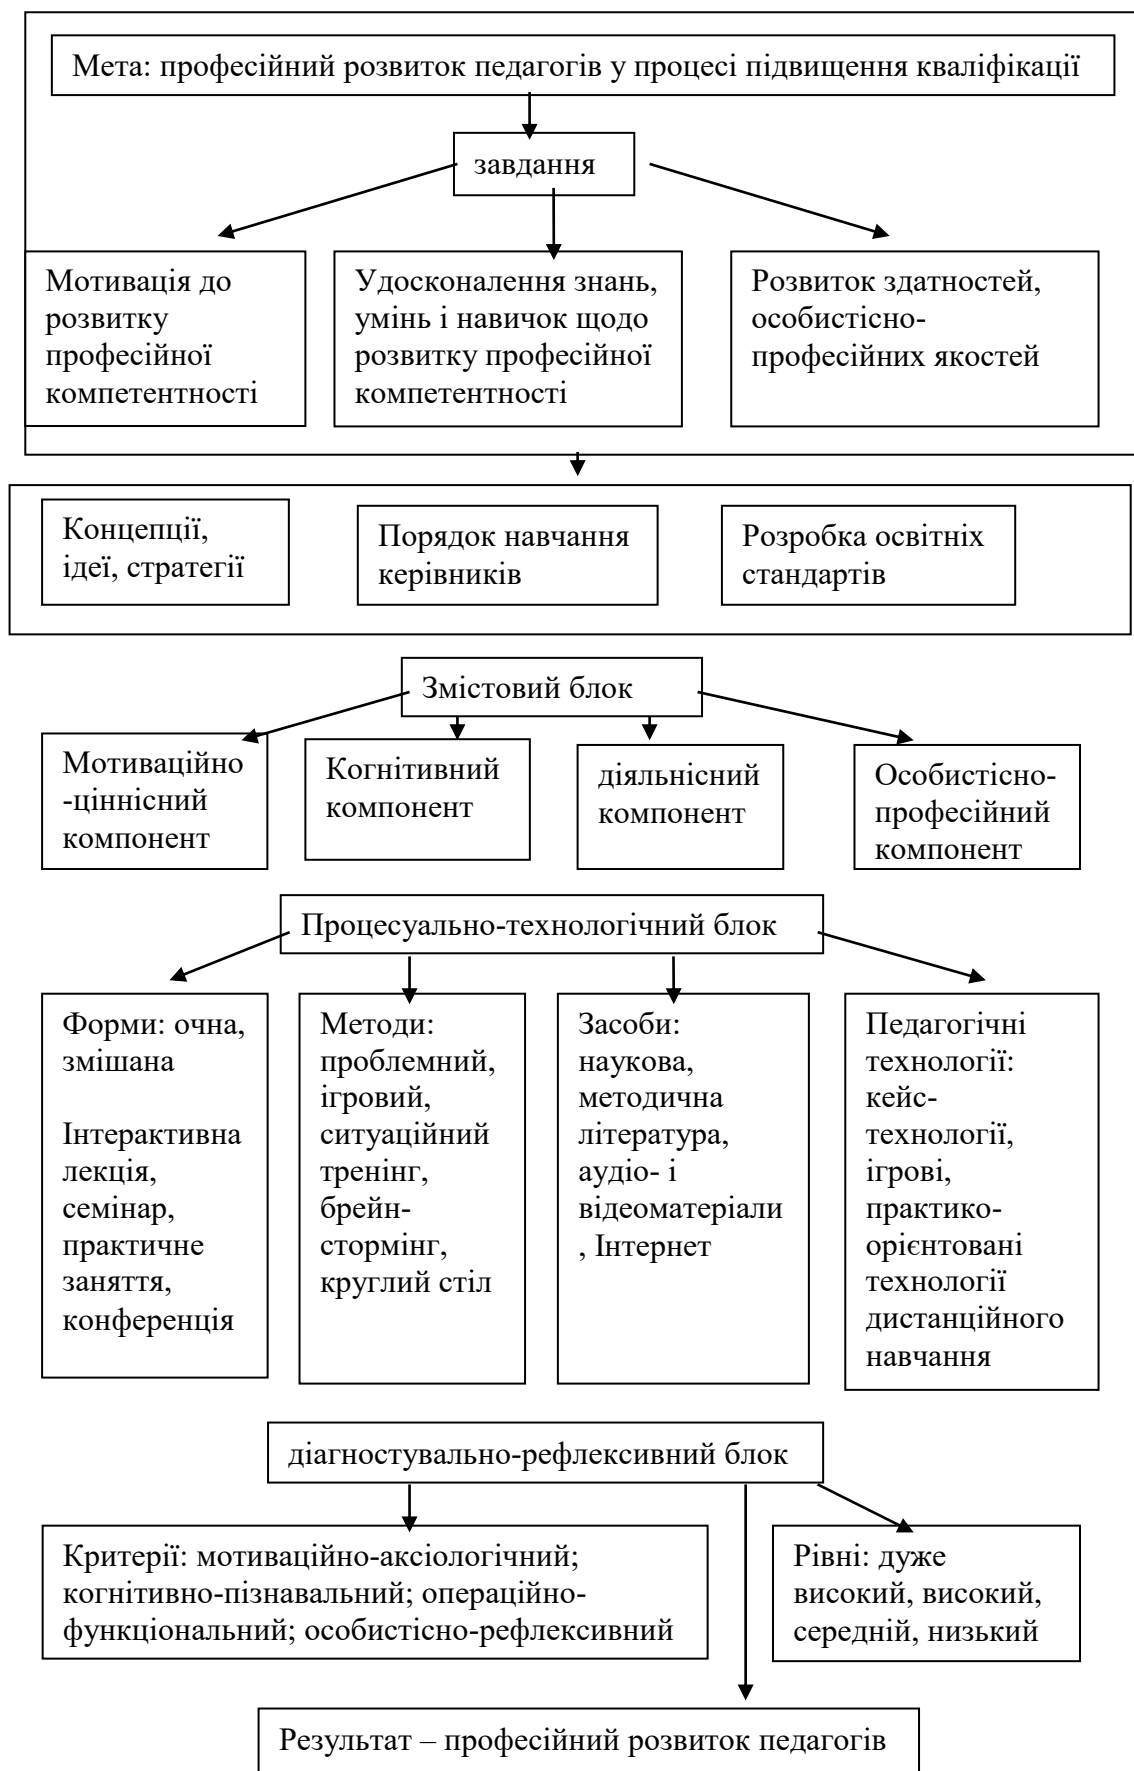 Мета: професійний розвиток педагогів у процесі підвищення кваліфікації
завдання
Мотивація до
розвитку
професійної
компетентності
Удосконалення знань,
умінь і навичок щодо
розвитку професійної
компетентності
Розвиток здатностей,
особистісно-
професійних якостей
Концепції,
ідеї, стратегії
Порядок навчання
керівників
Розробка освітніх
стандартів
Змістовий блок
Мотиваційно
-ціннісний
компонент
Когнітивний
компонент
діяльнісний
компонент
Особистісно-
професійний
компонент
Процесуально-технологічний блок
Форми: очна,
змішана
Інтерактивна
лекція,
семінар,
практичне
заняття,
конференція
Методи:
проблемний,
ігровий,
ситуаційний
тренінг,
брейн-
стормінг,
круглий стіл
Засоби:
наукова,
методична
література,
аудіо- і
відеоматеріали
, Інтернет
Педагогічні
технології:
кейс-
технології,
ігрові,
практико-
орієнтовані
технології
дистанційного
навчання
діагностувально-рефлексивний блок
Критерії: мотиваційно-аксіологічний;
когнітивно-пізнавальний; операційно-
функціональний; особистісно-рефлексивний
Рівні: дуже
високий, високий,
середній, низький
Результат – професійний розвиток педагогів